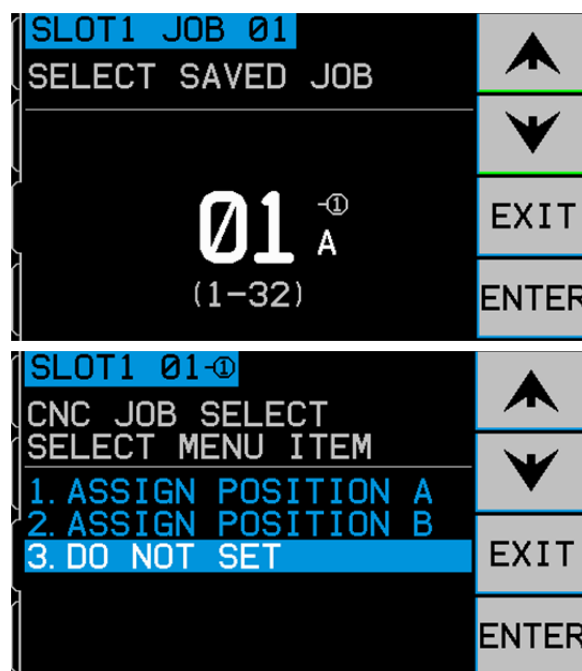 SLOT1 JOB 01
SELECT SAVED JOB
01 -① A
(1-32)
EXIT
ENTER
SLOT1 01-①
CNC JOB SELECT
SELECT MENU ITEM
1. ASSIGN POSITION A
2. ASSIGN POSITION B
3. DO NOT SET
EXIT
ENTER